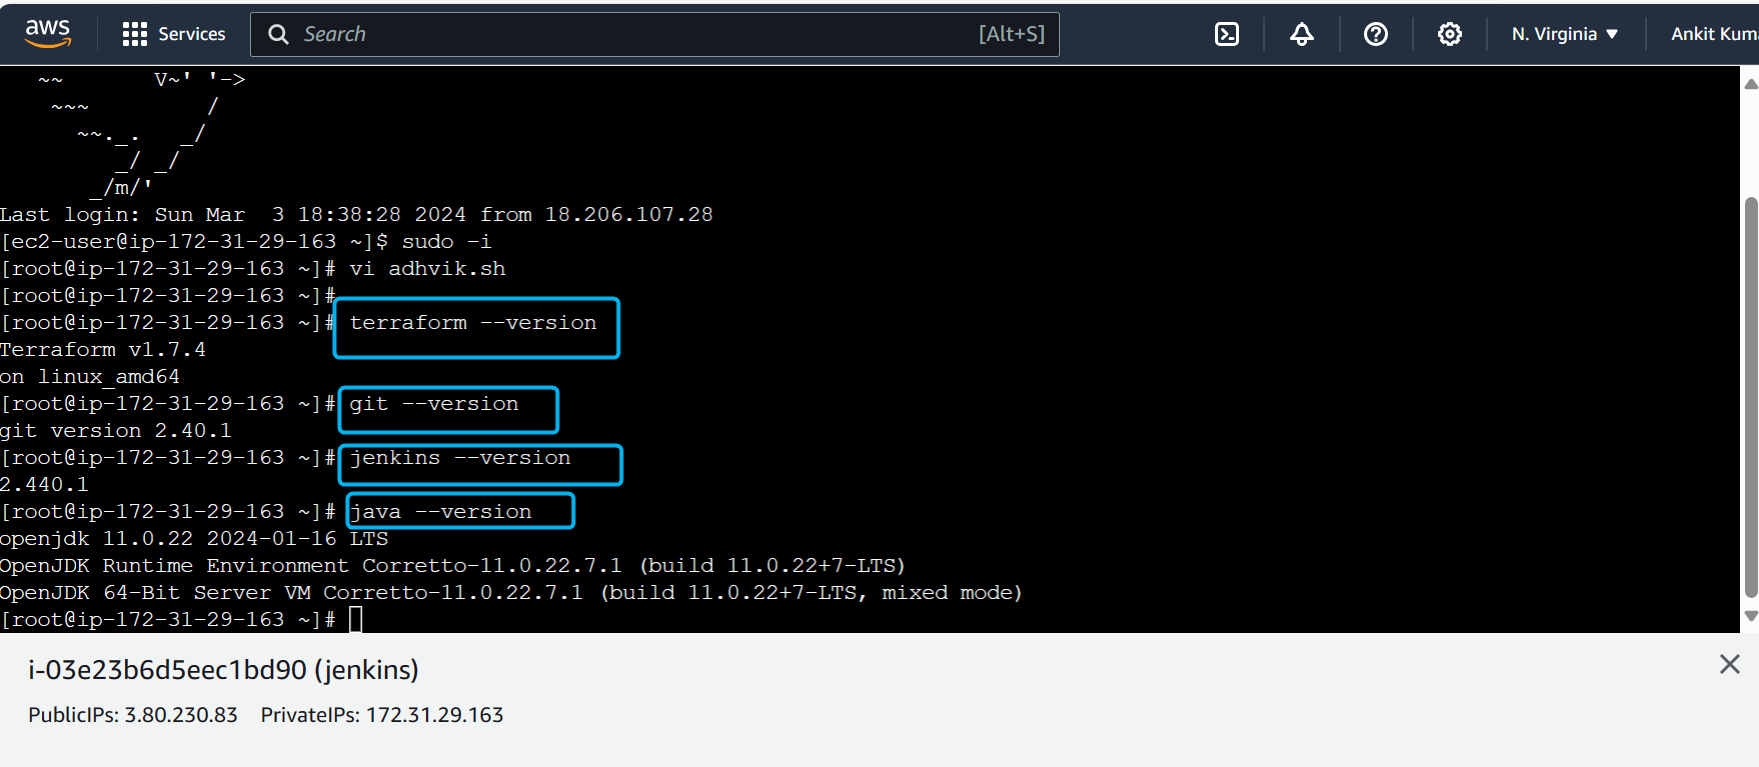 aws Services Search [Alt+S] N. Virginia ▼ Ankit Kuma
~~ V~' '->
~~~ /
~~._. _/
_/ _/
_/m/'
Last login: Sun Mar  3 18:38:28 2024 from 18.206.107.28
[ec2-user@ip-172-31-29-163 ~]$ sudo -i
[root@ip-172-31-29-163 ~]# vi adhvik.sh
[root@ip-172-31-29-163 ~]#
[root@ip-172-31-29-163 ~]# terraform --version
Terraform v1.7.4
on linux_amd64
[root@ip-172-31-29-163 ~]# git --version
git version 2.40.1
[root@ip-172-31-29-163 ~]# jenkins --version
2.440.1
[root@ip-172-31-29-163 ~]# java --version
openjdk 11.0.22 2024-01-16 LTS
OpenJDK Runtime Environment Corretto-11.0.22.7.1 (build 11.0.22+7-LTS)
OpenJDK 64-Bit Server VM Corretto-11.0.22.7.1 (build 11.0.22+7-LTS, mixed mode)
[root@ip-172-31-29-163 ~]#
i-03e23b6d5eec1bd90 (jenkins)
PublicIPs: 3.80.230.83 PrivateIPs: 172.31.29.163